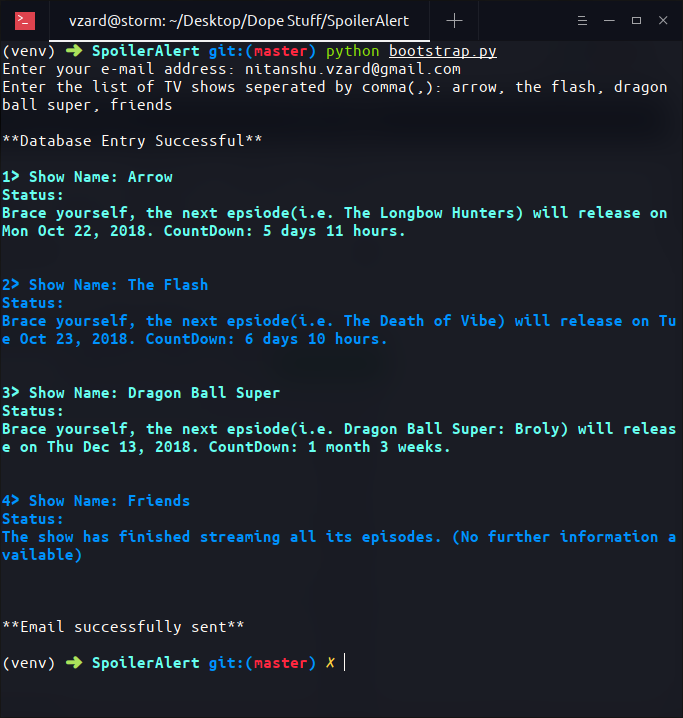 vzard@storm: ~/Desktop/Dope Stuff/SpoilerAlert
(venv) ➜ SpoilerAlert git:(master) python bootstrap.py
Enter your e-mail address: nitanshu.vzard@gmail.com
Enter the list of TV shows seperated by comma(,): arrow, the flash, dragon
ball super, friends
**Database Entry Successful**
1> Show Name: Arrow
Status:
Brace yourself, the next epsiode(i.e. The Longbow Hunters) will release on
Mon Oct 22, 2018. CountDown: 5 days 11 hours.
2> Show Name: The Flash
Status:
Brace yourself, the next epsiode(i.e. The Death of Vibe) will release on Tu
e Oct 23, 2018. CountDown: 6 days 10 hours.
3> Show Name: Dragon Ball Super
Status:
Brace yourself, the next epsiode(i.e. Dragon Ball Super: Broly) will releas
e on Thu Dec 13, 2018. CountDown: 1 month 3 weeks.
4> Show Name: Friends
Status:
The show has finished streaming all its episodes. (No further information a
vailable)
**Email successfully sent**
(venv) ➜ SpoilerAlert git:(master) ✗